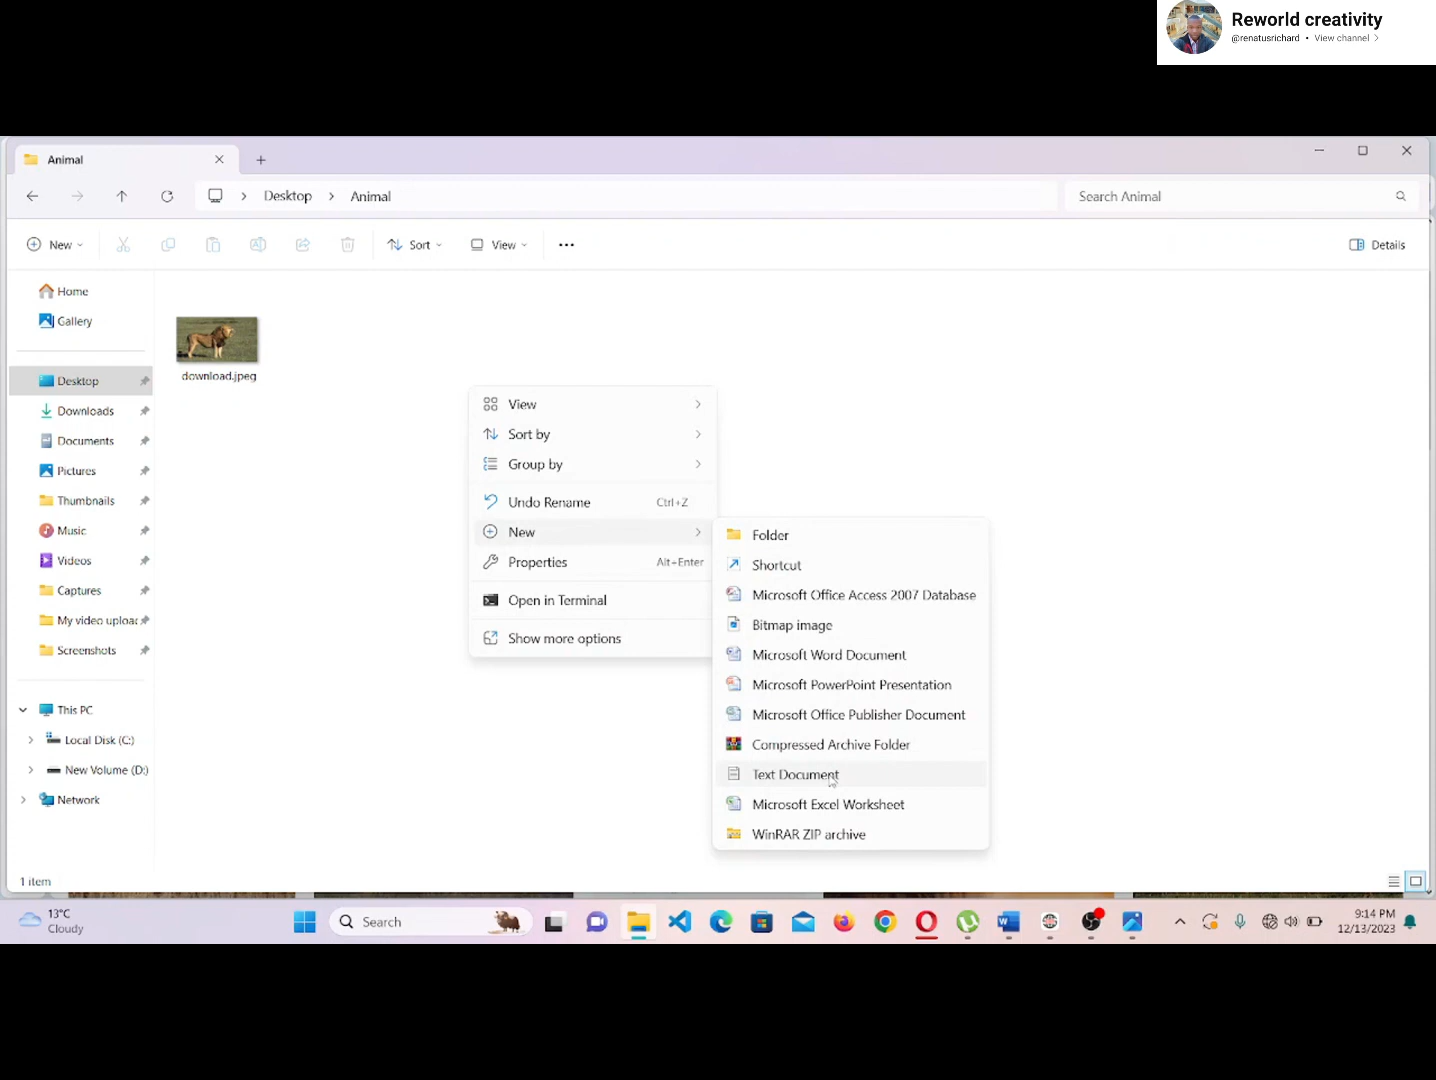 Reworld creativity
@renatusrichard • View channel >
Animal
Desktop > Animal
Search Animal
New
Sort
View
Details
Home
Gallery
Desktop
Downloads
Documents
Pictures
Thumbnails
Music
Videos
Captures
My video uploac
Screenshots
This PC
Local Disk (C:)
New Volume (D:)
Network
download.jpeg
View
Sort by
Group by
Undo Rename Ctrl+Z
New
Properties Alt+Enter
Open in Terminal
Show more options
Folder
Shortcut
Microsoft Office Access 2007 Database
Bitmap image
Microsoft Word Document
Microsoft PowerPoint Presentation
Microsoft Office Publisher Document
Compressed Archive Folder
Text Document
Microsoft Excel Worksheet
WinRAR ZIP archive
1 item
13°C
Cloudy
Search
9:14 PM
12/13/2023